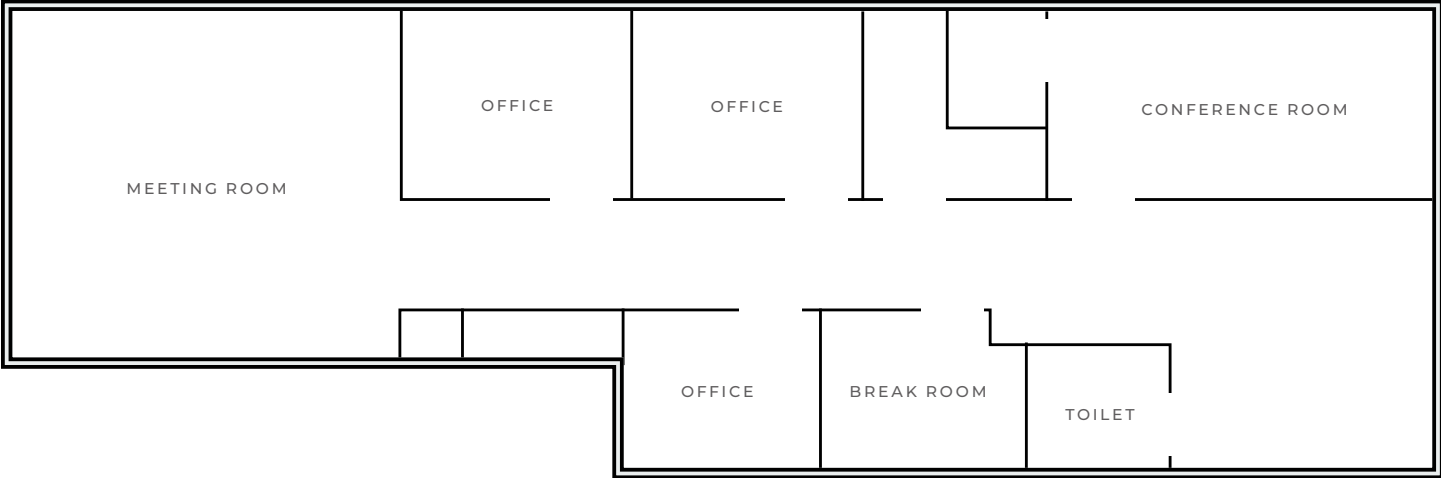 OFFICE
OFFICE
CONFERENCE ROOM
MEETING ROOM
OFFICE
BREAK ROOM
TOILET